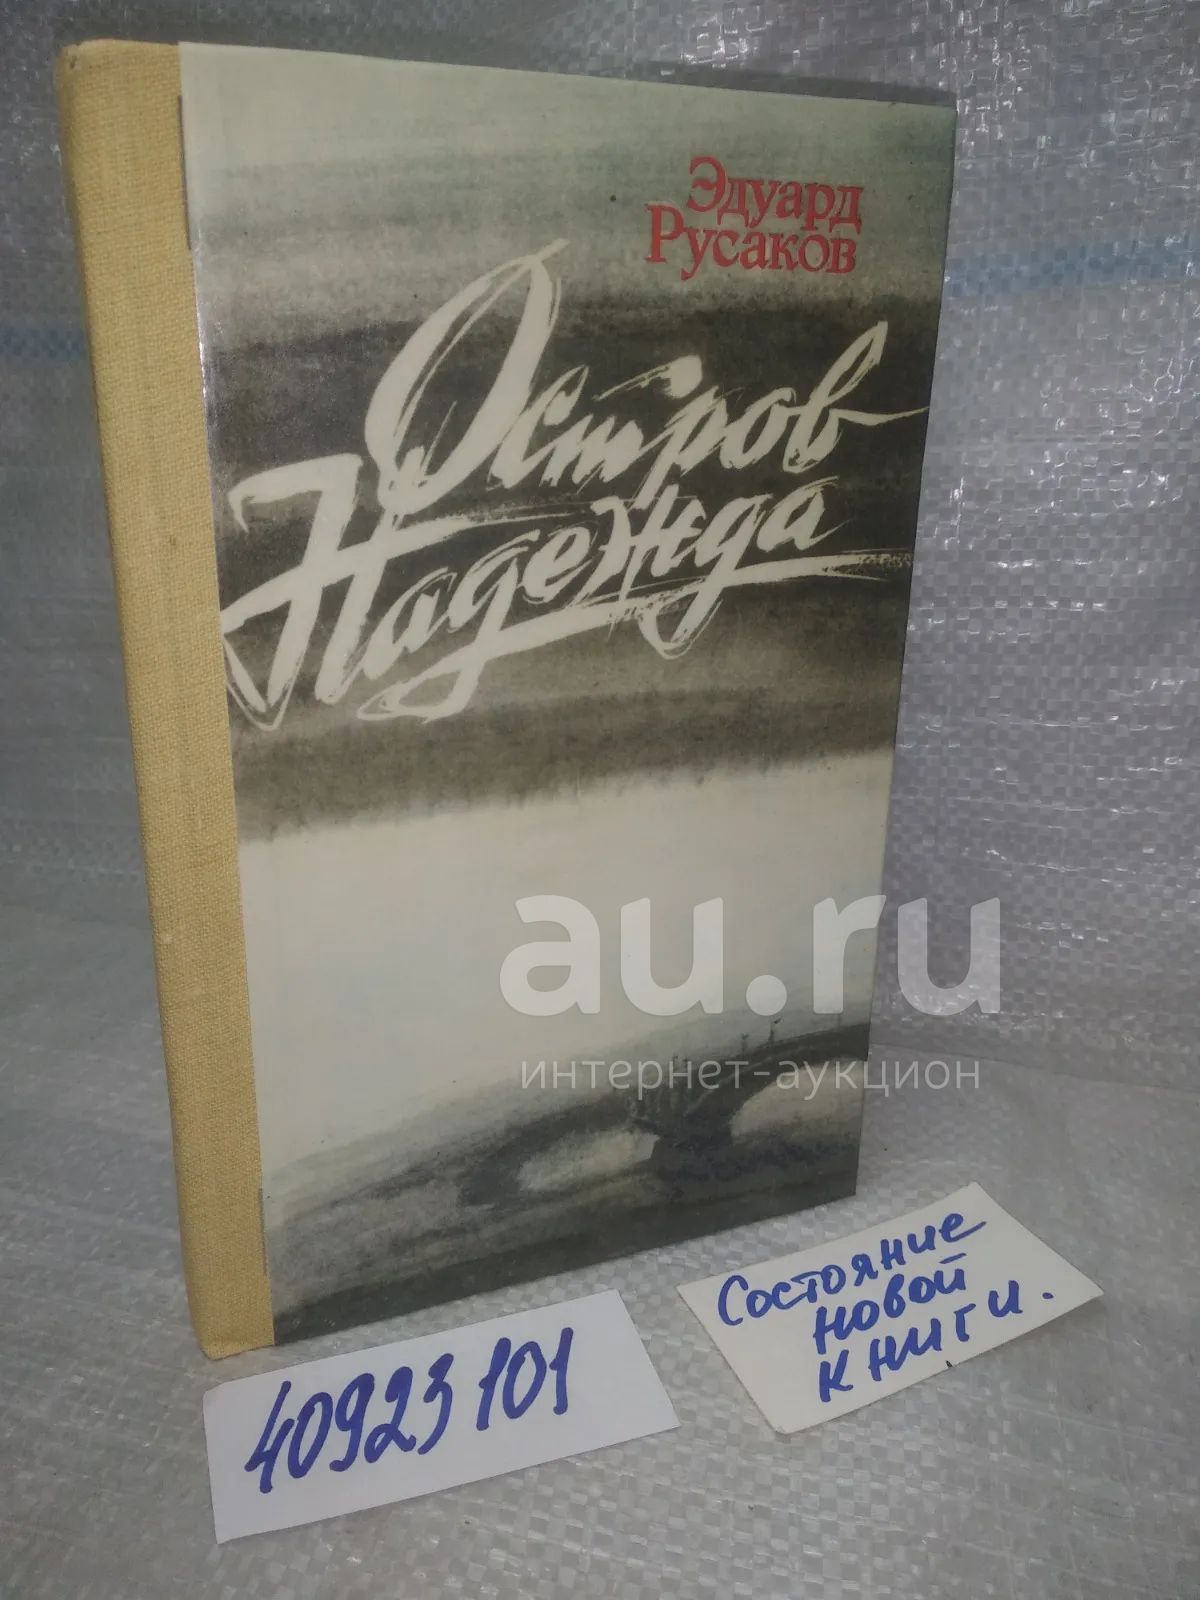 Эдуард
Русаков
Остров
Надежда
au.ru
интернет-аукцион
Состояние
новой
книги.
40923101